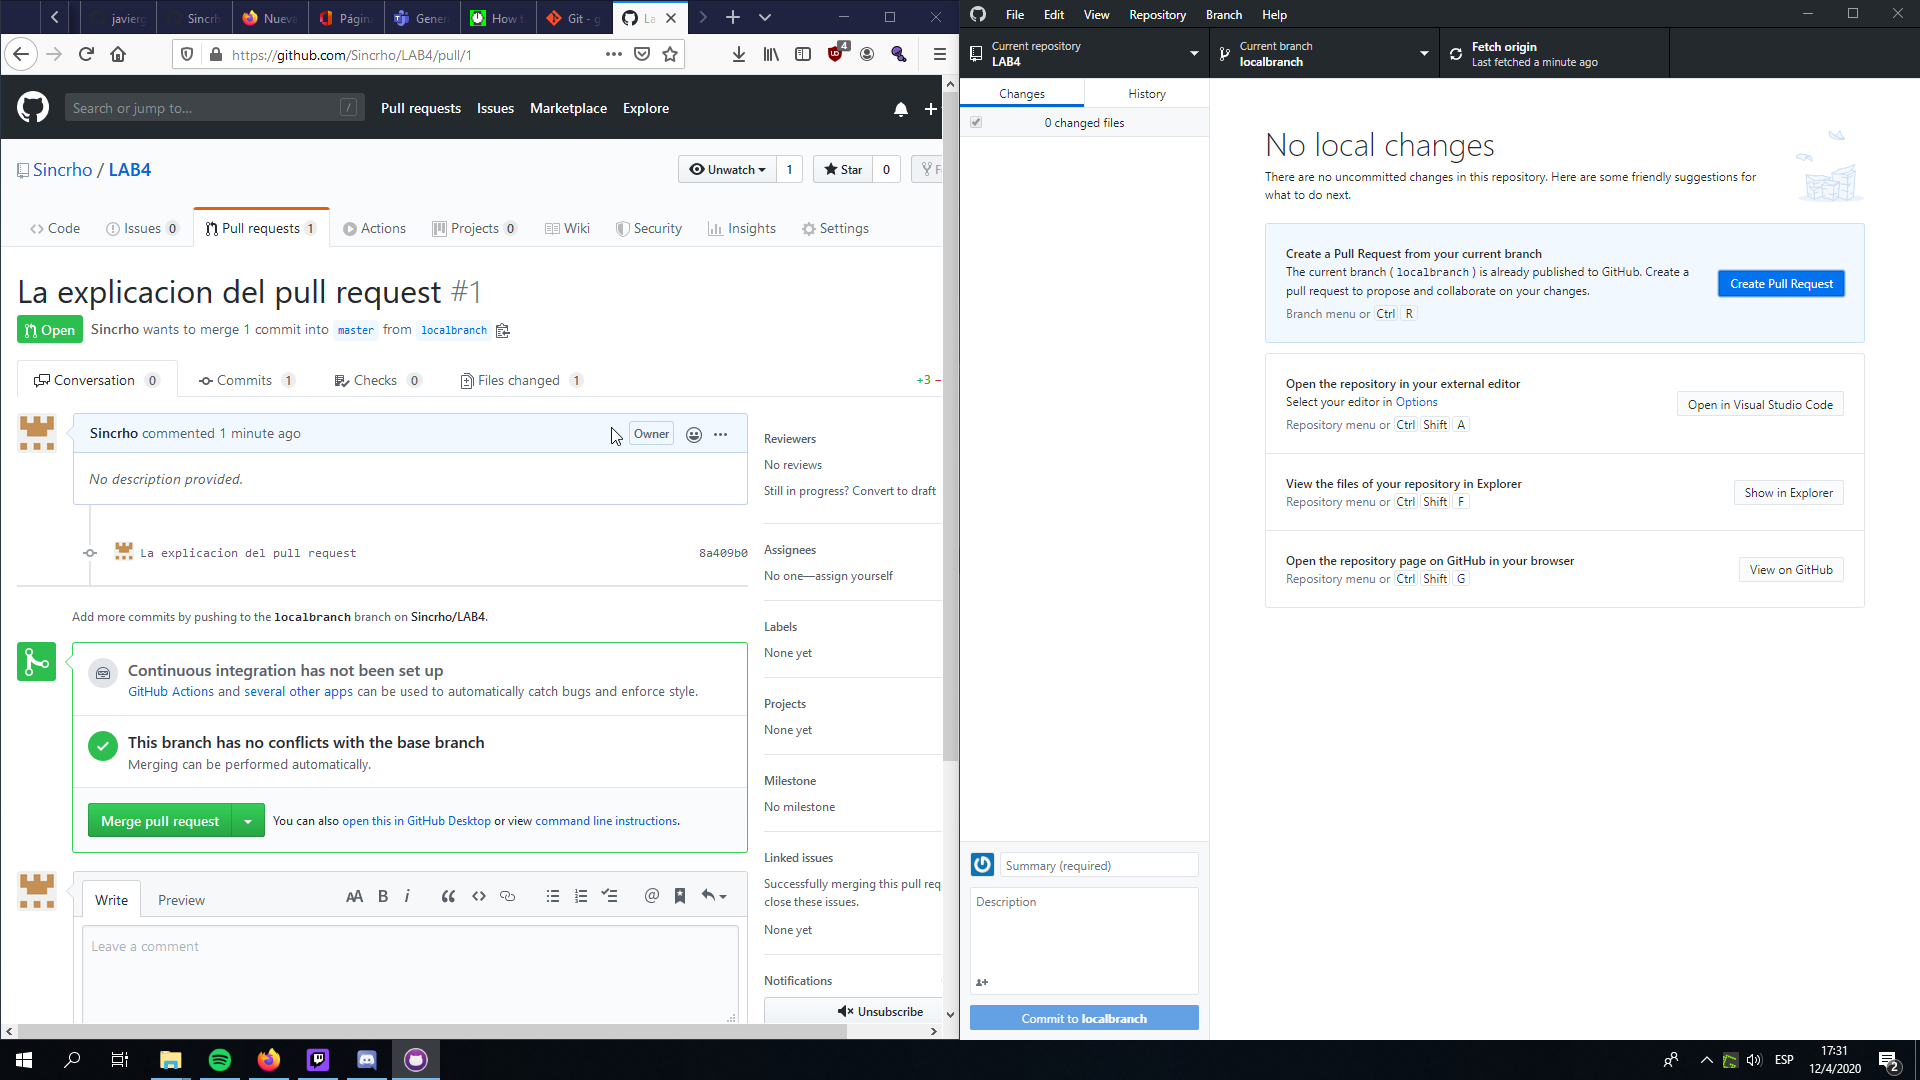 javierg
Sincrh
Nueva
Página
Gener
How t
Git - g
La
https://github.com/Sincrho/LAB4/pull/1
4
Search or jump to...
/
Pull requests
Issues
Marketplace
Explore
Sincrho / LAB4
Unwatch
1
Star
0
F
Code
Issues 0
Pull requests 1
Actions
Projects 0
Wiki
Security
Insights
Settings
La explicacion del pull request #1
Open
Sincrho wants to merge 1 commit into master from localbranch
Conversation 0
Commits 1
Checks 0
Files changed 1
+3 −
Sincrho commented 1 minute ago
Owner
No description provided.
La explicacion del pull request
8a409b0
Add more commits by pushing to the localbranch branch on Sincrho/LAB4.
Continuous integration has not been set up
GitHub Actions and several other apps can be used to automatically catch bugs and enforce style.
This branch has no conflicts with the base branch
Merging can be performed automatically.
Merge pull request
You can also open this in GitHub Desktop or view command line instructions.
Write
Preview
AA B i
@
Leave a comment
Reviewers
No reviews
Still in progress? Convert to draft
Assignees
No one—assign yourself
Labels
None yet
Projects
None yet
Milestone
No milestone
Linked issues
Successfully merging this pull req
close these issues.
None yet
Notifications
Unsubscribe
File
Edit
View
Repository
Branch
Help
Current repository
LAB4
Current branch
localbranch
Fetch origin
Last fetched a minute ago
Changes
History
0 changed files
No local changes
There are no uncommitted changes in this repository. Here are some friendly suggestions for
what to do next.
Create a Pull Request from your current branch
The current branch ( localbranch ) is already published to GitHub. Create a
pull request to propose and collaborate on your changes.
Branch menu or Ctrl R
Create Pull Request
Open the repository in your external editor
Select your editor in Options
Repository menu or Ctrl Shift A
Open in Visual Studio Code
View the files of your repository in Explorer
Repository menu or Ctrl Shift F
Show in Explorer
Open the repository page on GitHub in your browser
Repository menu or Ctrl Shift G
View on GitHub
Summary (required)
Description
Commit to localbranch
ESP
17:31
12/4/2020
2